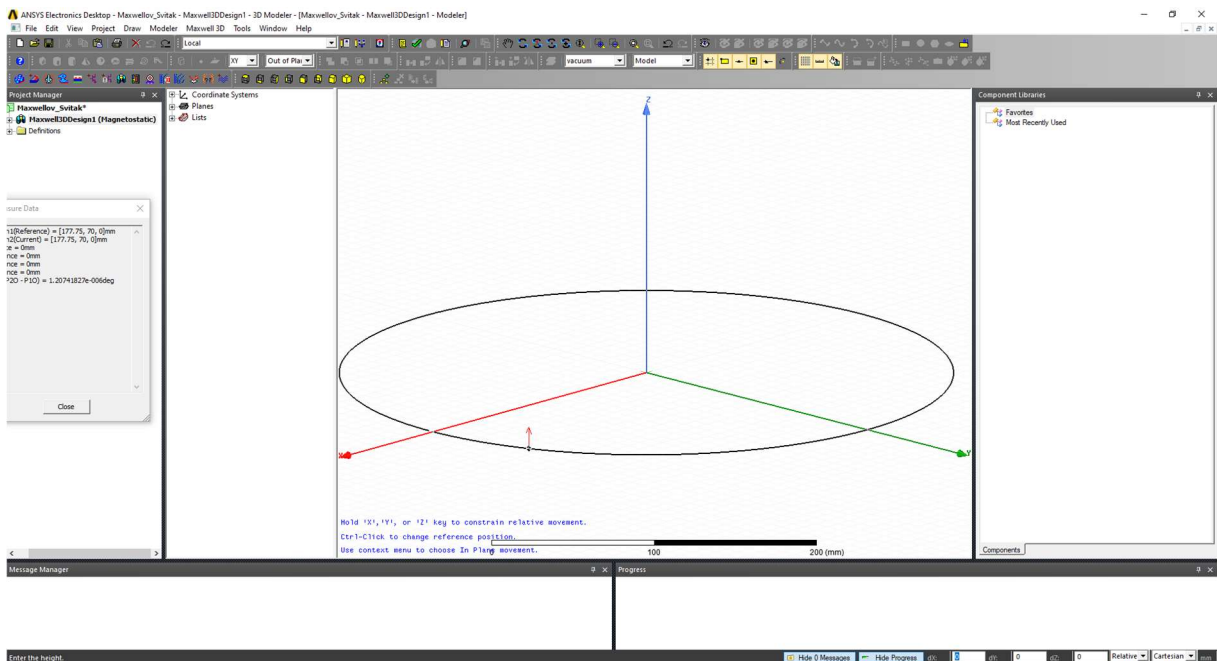 ANSYS Electronics Desktop - Maxwellov_Svitak - Maxwell3DDesign1 - 3D Modeler - [Maxwellov_Svitak - Maxwell3DDesign1 - Modeler]
File Edit View Project Draw Modeler Maxwell 3D Tools Window Help
Local
XY Out of Plan vacuum Model
Project Manager
Maxwellov_Svitak*
Maxwell3DDesign1 (Magnetostatic)
Definitions
Coordinate Systems
Planes
Lists
Component Libraries
Favorites
Most Recently Used
sure Data
n1(Reference) = [177.75, 70, 0]mm
n2(Current) = [177.75, 70, 0]mm
ce = 0mm
nce = 0mm
nce = 0mm
nce = 0mm
P2O - P1O) = 1.20741827e-006deg
Close
Z
X
Y
Hold 'X','Y', or 'Z' key to constrain relative movement.
Ctrl-Click to change reference position.
Use context menu to choose In Plane movement.
0 100 200 (mm)
Components
Message Manager
Progress
Enter the height.
Hide 0 Messages Hide Progress dX: 0 dY: 0 dZ: 0 Relative Cartesian mm